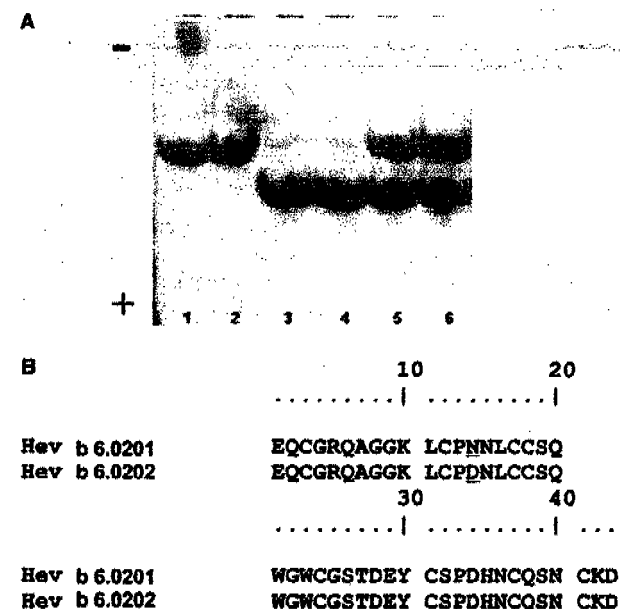 A
−
+
1 2 3 4 5 6
B
10 20
. . . . . . . . . | . . . . . . . . . |
Hev b 6.0201 EQCGRQAGGK LCPNNLCCSQ
Hev b 6.0202 EQCGRQAGGK LCPDNLCCSQ
30 40
. . . . . . . . . | . . . . . . . . . | . . .
Hev b 6.0201 WGWCGSTDEY CSPDHNCQSN CKD
Hev b 6.0202 WGWCGSTDEY CSPDHNCQSN CKD